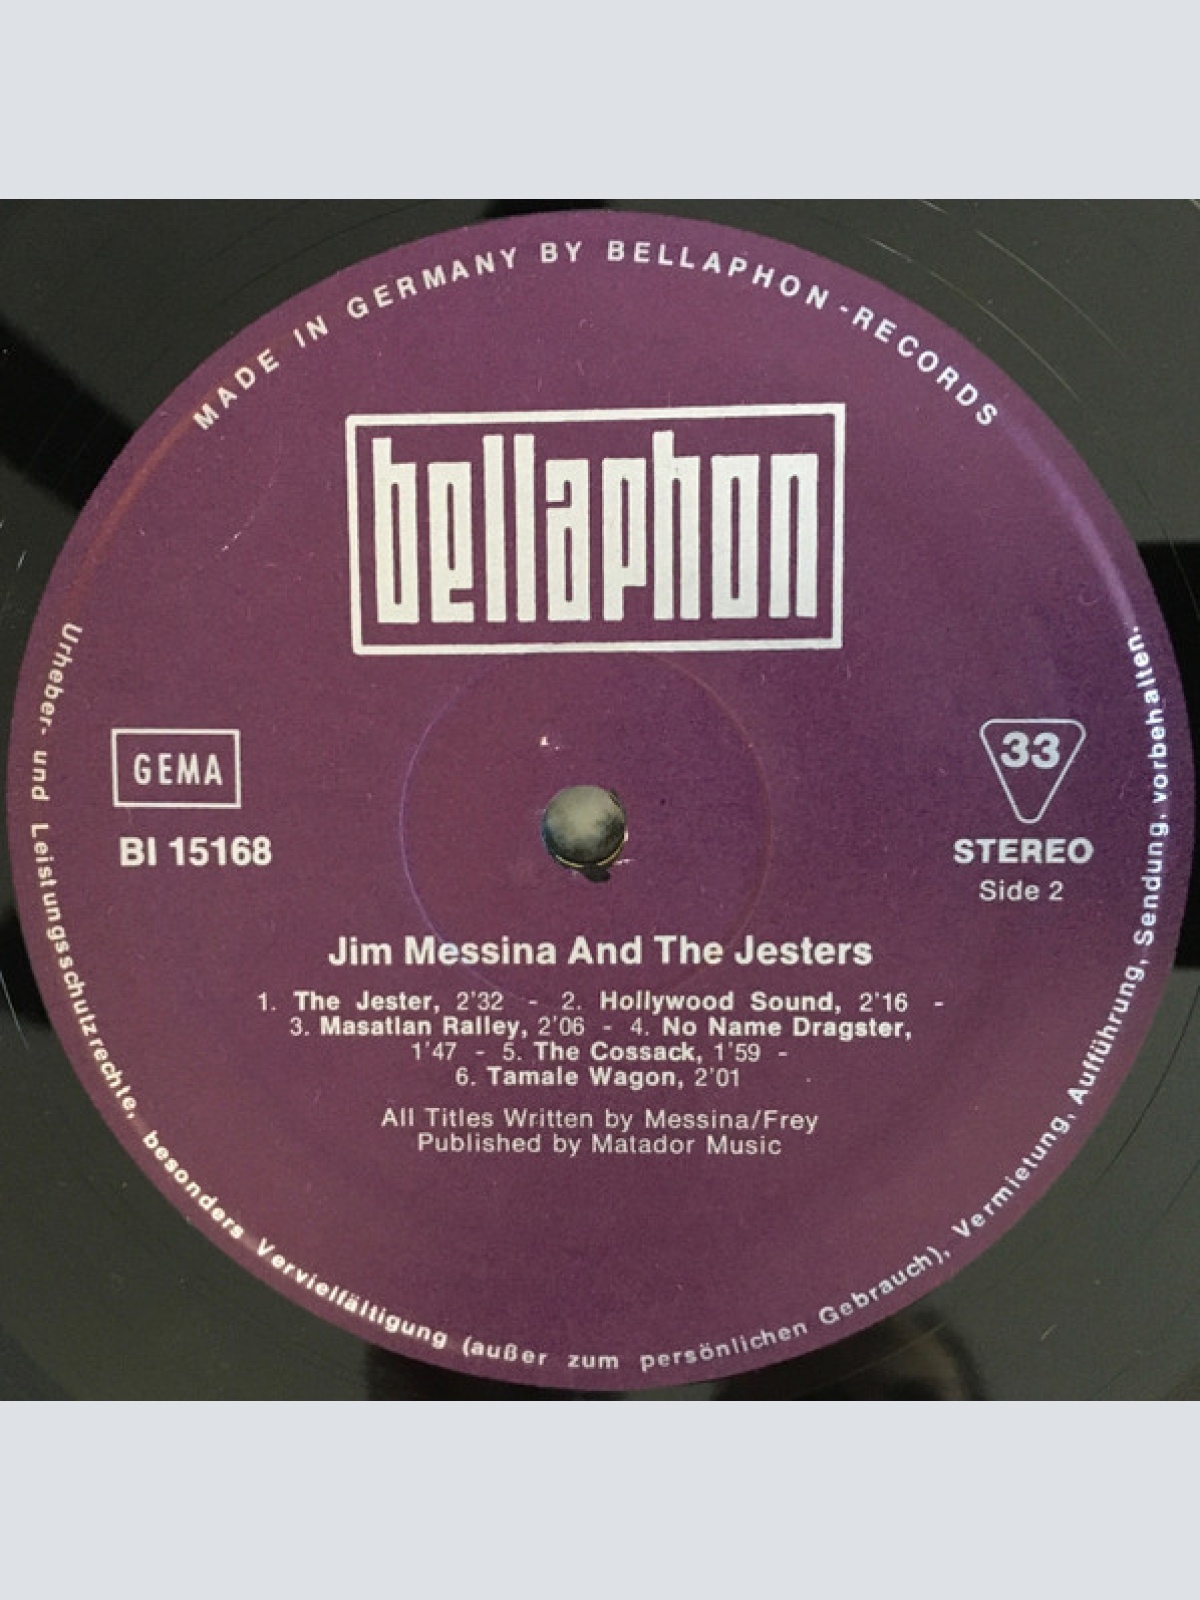 MADE IN GERMANY BY BELLAPHON-RECORDS
bellaphon
GEMA
BI 15168
33
STEREO
Side 2
Jim Messina And The Jesters
1. The Jester, 2'32 - 2. Hollywood Sound, 2'16 -
3. Masatlan Ralley, 2'06 - 4. No Name Dragster,
1'47 - 5. The Cossack, 1'59 -
6. Tamale Wagon, 2'01
All Titles Written by Messina/Frey
Published by Matador Music
Urheber- und Leistungsschutzrechte, besonders Vervielfältigung (außer zum persönlichen Gebrauch), Vermietung, Aufführung, Sendung, vorbehalten.